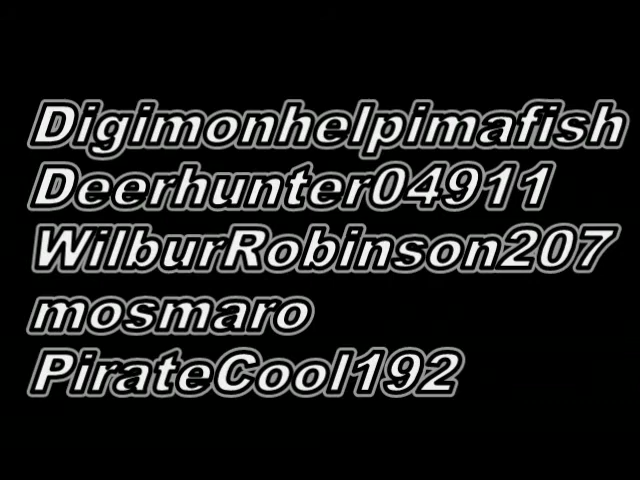 Digimonhelpimafish
Deerhunter04911
WilburRobinson207
mosmaro
PirateCool192